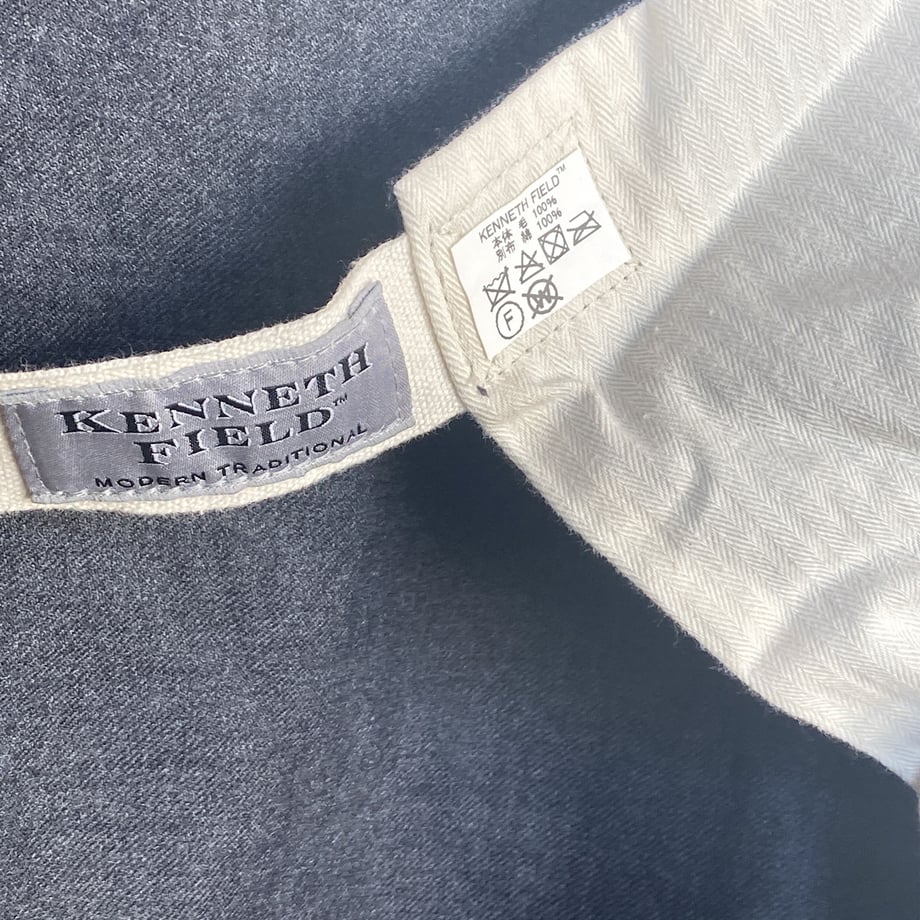 KENNETH FIELD™
本体 毛 100%
別布 綿 100%
F
W
KENNETH
FIELD™
MODERN TRADITIONAL